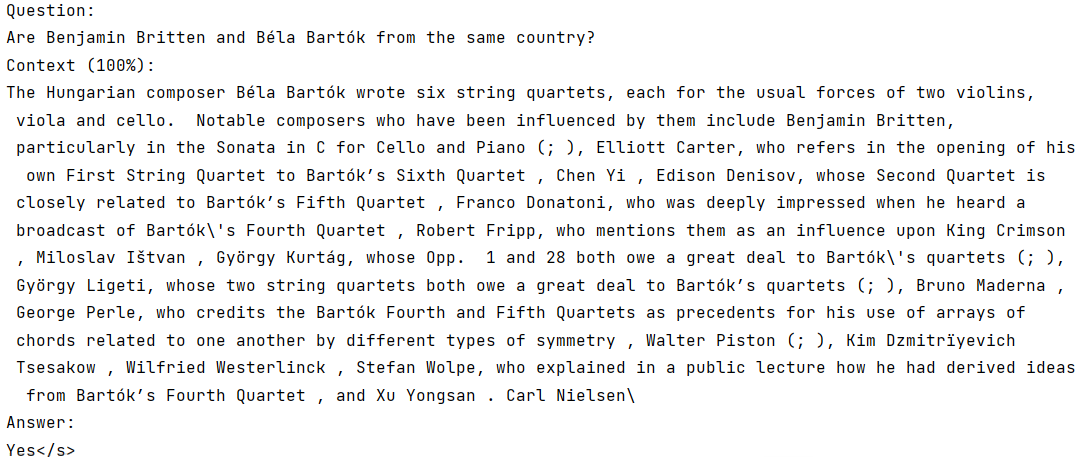 Question:
Are Benjamin Britten and Béla Bartók from the same country?
Context (100%):
The Hungarian composer Béla Bartók wrote six string quartets, each for the usual forces of two violins,
viola and cello.  Notable composers who have been influenced by them include Benjamin Britten,
particularly in the Sonata in C for Cello and Piano (; ), Elliott Carter, who refers in the opening of his
own First String Quartet to Bartók’s Sixth Quartet , Chen Yi , Edison Denisov, whose Second Quartet is
closely related to Bartók’s Fifth Quartet , Franco Donatoni, who was deeply impressed when he heard a
broadcast of Bartók\'s Fourth Quartet , Robert Fripp, who mentions them as an influence upon King Crimson
, Miloslav Ištvan , György Kurtág, whose Opp.  1 and 28 both owe a great deal to Bartók\'s quartets (; ),
György Ligeti, whose two string quartets both owe a great deal to Bartók’s quartets (; ), Bruno Maderna ,
George Perle, who credits the Bartók Fourth and Fifth Quartets as precedents for his use of arrays of
chords related to one another by different types of symmetry , Walter Piston (; ), Kim Dzmitrïyevich
Tsesakow , Wilfried Westerlinck , Stefan Wolpe, who explained in a public lecture how he had derived ideas
from Bartók’s Fourth Quartet , and Xu Yongsan . Carl Nielsen\
Answer:
Yes</s>